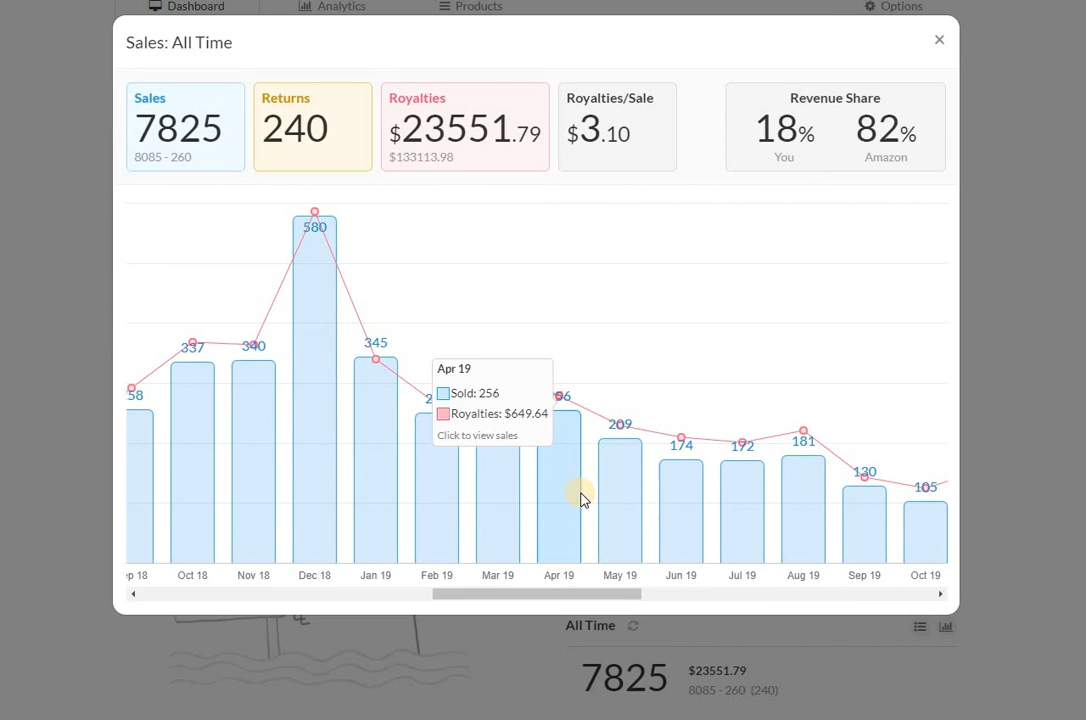 Dashboard Analytics Products Options
Sales: All Time ×
Sales Returns Royalties Royalties/Sale Revenue Share
7825 240 $23551.79 $3.10 18% 82%
8085 - 260 $133113.98 You Amazon
580
337 340 345
Apr 19
Sold: 256
Royalties: $649.64
Click to view sales
58 2 56 209 174 172 181 130 105
ep 18 Oct 18 Nov 18 Dec 18 Jan 19 Feb 19 Mar 19 Apr 19 May 19 Jun 19 Jul 19 Aug 19 Sep 19 Oct 19
All Time
7825 $23551.79
8085 - 260 (240)